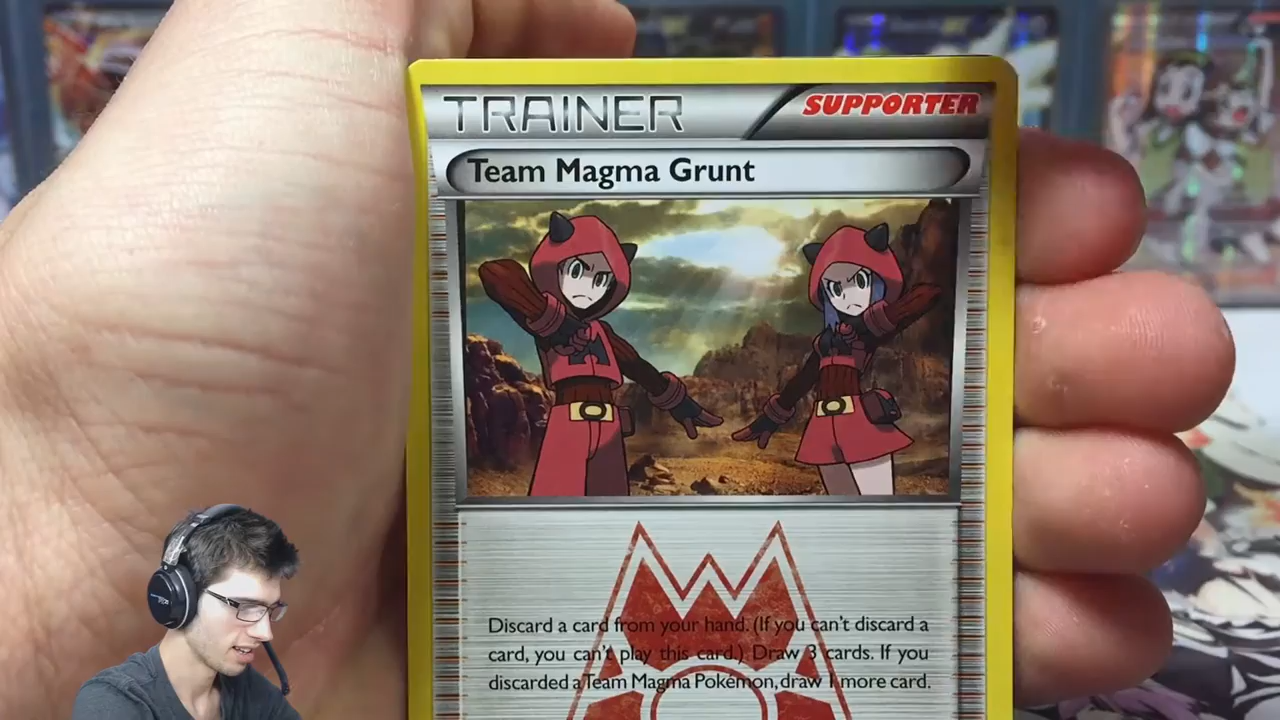 TRAINER SUPPORTER
Team Magma Grunt
Discard a card from your hand. (If you can't discard a
card, you can't play this card.) Draw 3 cards. If you
discarded a Team Magma Pokémon, draw 1 more card.